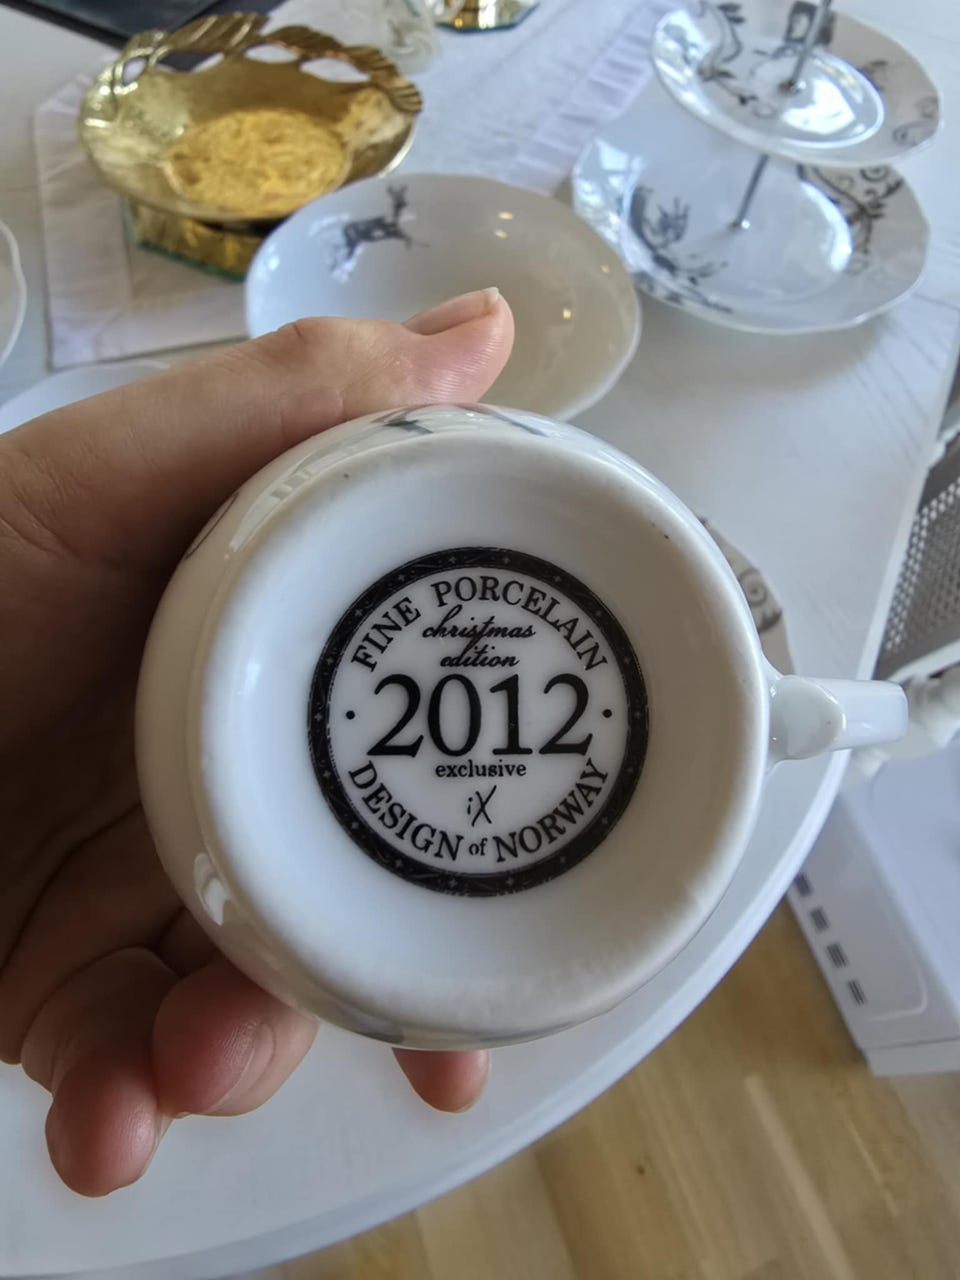 FINE PORCELAIN
christmas
edition
· 2012 ·
exclusive
iX
DESIGN of NORWAY